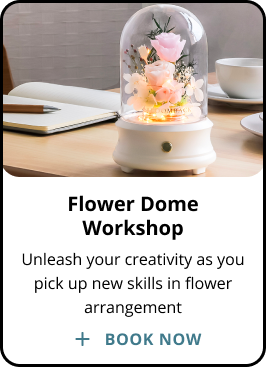 Flower Dome
Workshop
Unleash your creativity as you
pick up new skills in flower
arrangement
+ BOOK NOW